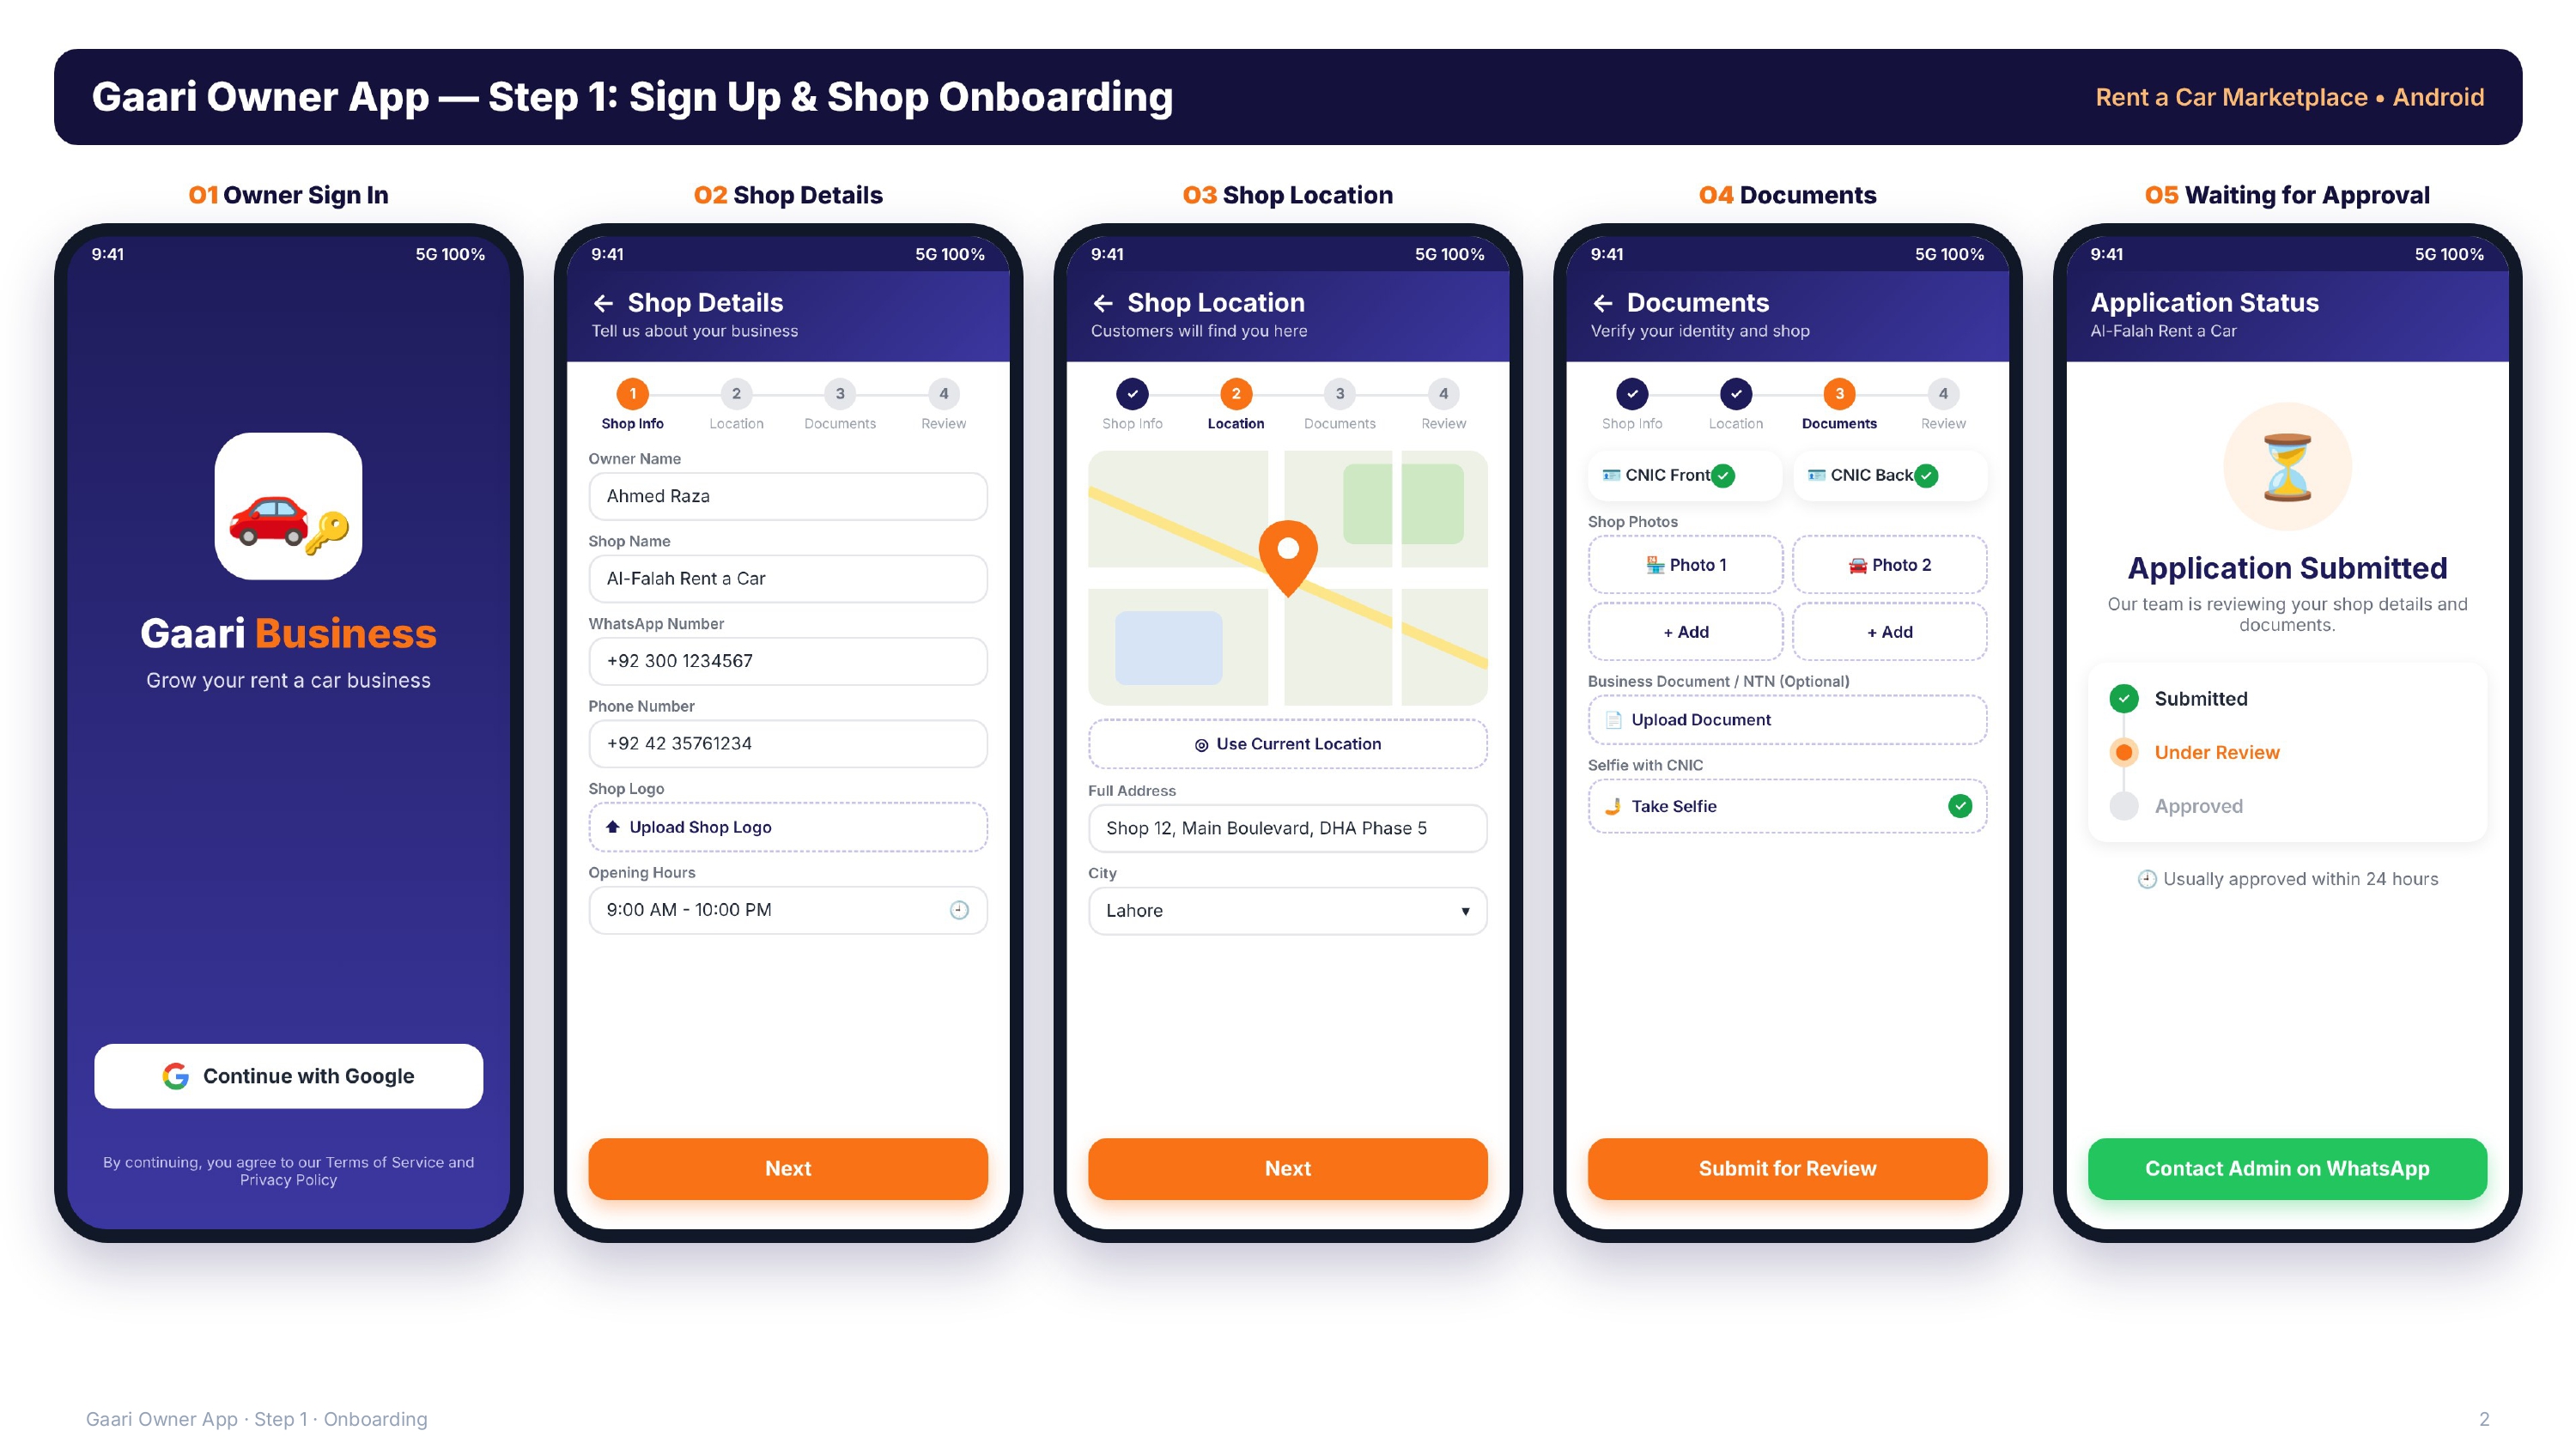 Gaari Owner App — Step 1: Sign Up & Shop Onboarding
Rent a Car Marketplace • Android
01 Owner Sign In
9:41
5G 100%
Gaari Business
Grow your rent a car business
Continue with Google
By continuing, you agree to our Terms of Service and
Privacy Policy
02 Shop Details
9:41
5G 100%
← Shop Details
Tell us about your business
1
2
3
4
Shop Info
Location
Documents
Review
Owner Name
Ahmed Raza
Shop Name
Al-Falah Rent a Car
WhatsApp Number
+92 300 1234567
Phone Number
+92 42 35761234
Shop Logo
Upload Shop Logo
Opening Hours
9:00 AM - 10:00 PM
Next
03 Shop Location
9:41
5G 100%
← Shop Location
Customers will find you here
✓
2
3
4
Shop Info
Location
Documents
Review
◎ Use Current Location
Full Address
Shop 12, Main Boulevard, DHA Phase 5
City
Lahore ▾
Next
04 Documents
9:41
5G 100%
← Documents
Verify your identity and shop
✓
✓
3
4
Shop Info
Location
Documents
Review
CNIC Front ✓
CNIC Back ✓
Shop Photos
Photo 1
Photo 2
+ Add
+ Add
Business Document / NTN (Optional)
Upload Document
Selfie with CNIC
Take Selfie ✓
Submit for Review
05 Waiting for Approval
9:41
5G 100%
Application Status
Al-Falah Rent a Car
Application Submitted
Our team is reviewing your shop details and
documents.
✓ Submitted
Under Review
Approved
Usually approved within 24 hours
Contact Admin on WhatsApp
Gaari Owner App · Step 1 · Onboarding
2